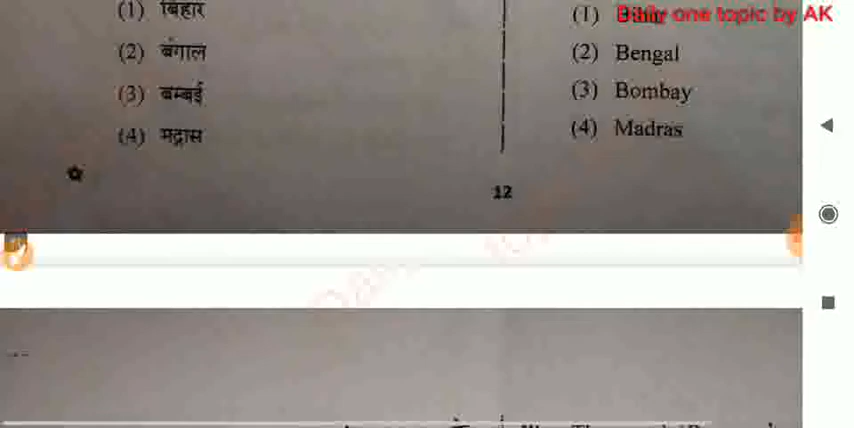 (1) बिहार
(2) बंगाल
(3) बम्बई
(4) मद्रास
(1) Bihar
(2) Bengal
(3) Bombay
(4) Madras
one topic by AK
12